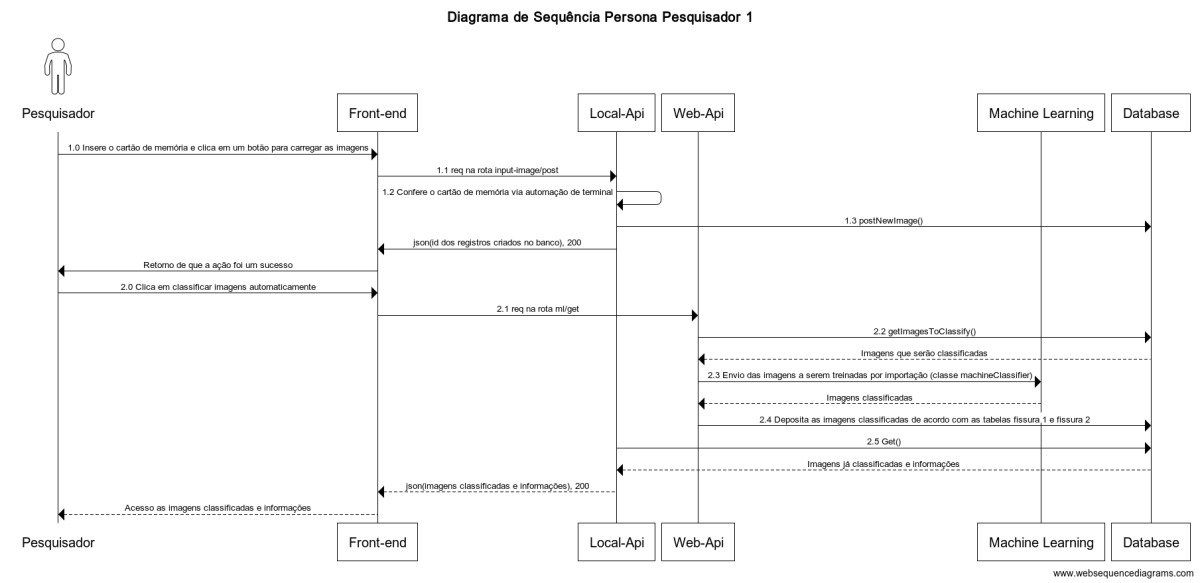 Diagrama de Sequência Persona Pesquisador 1
Pesquisador
Front-end
Local-Api
Web-Api
Machine Learning
Database
1.0 Insere o cartão de memória e clica em um botão para carregar as imagens
1.1 req na rota input-image/post
1.2 Confere o cartão de memória via automação de terminal
1.3 postNewImage()
json(id dos registros criados no banco), 200
Retorno de que a ação foi um sucesso
2.0 Clica em classificar imagens automaticamente
2.1 req na rota ml/get
2.2 getImagesToClassify()
Imagens que serão classificadas
2.3 Envio das imagens a serem treinadas por importação (classe machineClassifier)
Imagens classificadas
2.4 Deposita as imagens classificadas de acordo com as tabelas fissura_1 e fissura 2
2.5 Get()
Imagens já classificadas e informações
json(imagens classificadas e informações), 200
Acesso as imagens classificadas e informações
Pesquisador
Front-end
Local-Api
Web-Api
Machine Learning
Database
www.websequencediagrams.com